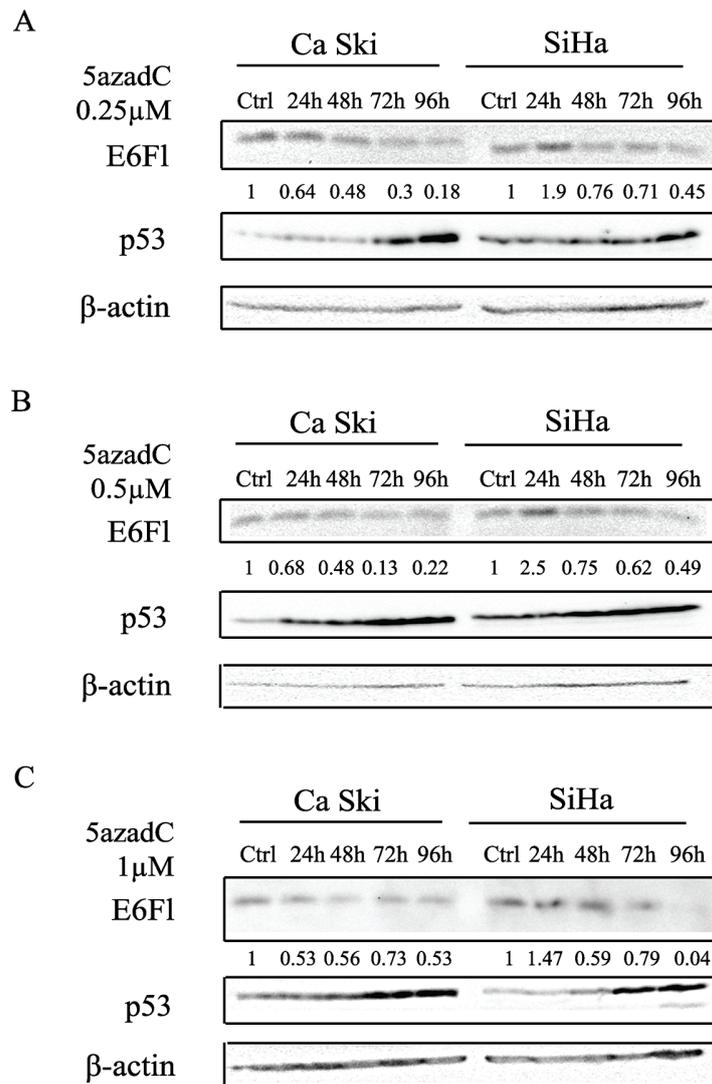 A
Ca Ski SiHa
5azadC
0.25µM
Ctrl 24h 48h 72h 96h Ctrl 24h 48h 72h 96h
E6Fl
1 0.64 0.48 0.3 0.18 1 1.9 0.76 0.71 0.45
p53
β-actin
B
Ca Ski SiHa
5azadC
0.5µM
Ctrl 24h 48h 72h 96h Ctrl 24h 48h 72h 96h
E6Fl
1 0.68 0.48 0.13 0.22 1 2.5 0.75 0.62 0.49
p53
β-actin
C
Ca Ski SiHa
5azadC
1µM
Ctrl 24h 48h 72h 96h Ctrl 24h 48h 72h 96h
E6Fl
1 0.53 0.56 0.73 0.53 1 1.47 0.59 0.79 0.04
p53
β-actin